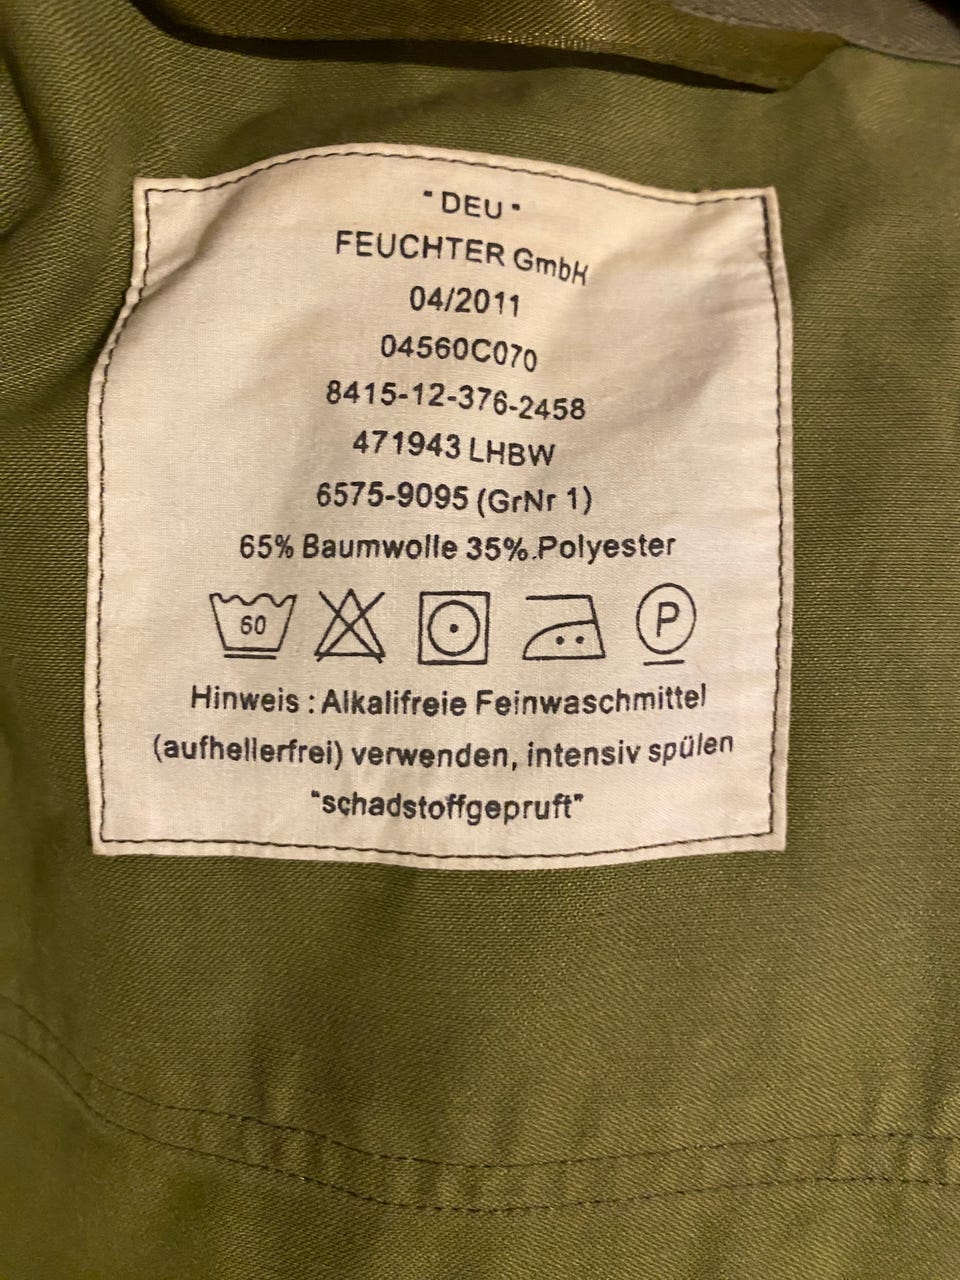 "DEU"
FEUCHTER GmbH
04/2011
04560C070
8415-12-376-2458
471943 LHBW
6575-9095 (GrNr 1)
65% Baumwolle 35%.Polyester
60 P
Hinweis : Alkalifreie Feinwaschmittel
(aufhellerfrei) verwenden, intensiv spülen
"schadstoffgepruft"